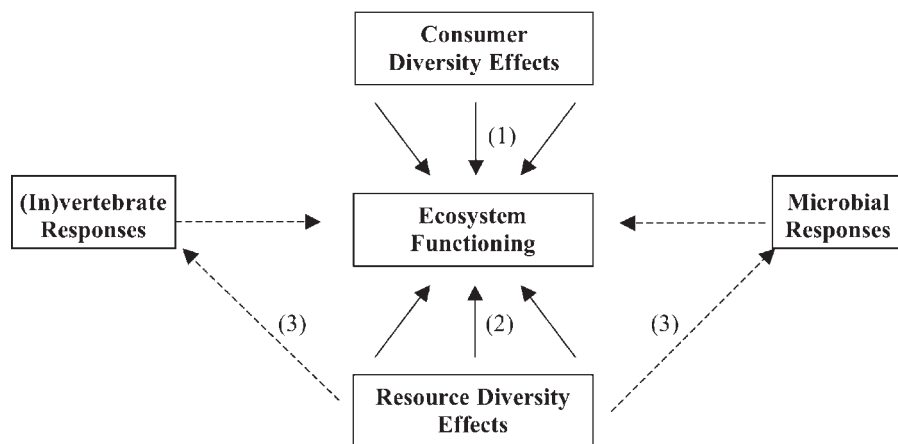 Consumer
Diversity Effects
(1)
(In)vertebrate
Responses
Ecosystem
Functioning
Microbial
Responses
(3)
(2)
(3)
Resource Diversity
Effects